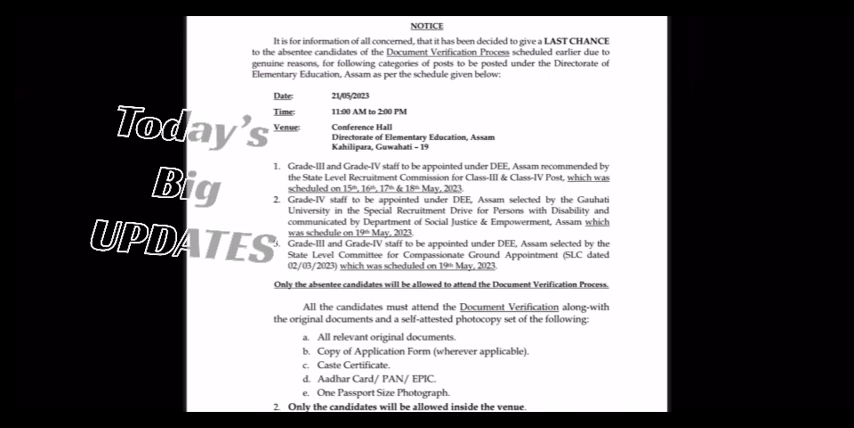 NOTICE
It is for information of all concerned, that it has been decided to give a LAST CHANCE
to the absentee candidates of the Document Verification Process scheduled earlier due to
genuine reasons, for following categories of posts to be posted under the Directorate of
Elementary Education, Assam as per the schedule given below:
Date: 21/05/2023
Time: 11:00 AM to 2:00 PM
Venue: Conference Hall
Directorate of Elementary Education, Assam
Kahilipara, Guwahati – 19
Today's
Big
UPDATES
1. Grade-III and Grade-IV staff to be appointed under DEE, Assam recommended by
the State Level Recruitment Commission for Class-III & Class-IV Post, which was
scheduled on 15th, 16th, 17th & 18th May, 2023.
2. Grade-IV staff to be appointed under DEE, Assam selected by the Gauhati
University in the Special Recruitment Drive for Persons with Disability and
communicated by Department of Social Justice & Empowerment, Assam which
was schedule on 19th May, 2023.
3. Grade-III and Grade-IV staff to be appointed under DEE, Assam selected by the
State Level Committee for Compassionate Ground Appointment (SLC dated
02/03/2023) which was scheduled on 19th May, 2023.
Only the absentee candidates will be allowed to attend the Document Verification Process.
All the candidates must attend the Document Verification along-with
the original documents and a self-attested photocopy set of the following:
a. All relevant original documents.
b. Copy of Application Form (wherever applicable).
c. Caste Certificate.
d. Aadhar Card/ PAN/ EPIC.
e. One Passport Size Photograph.
2. Only the candidates will be allowed inside the venue.